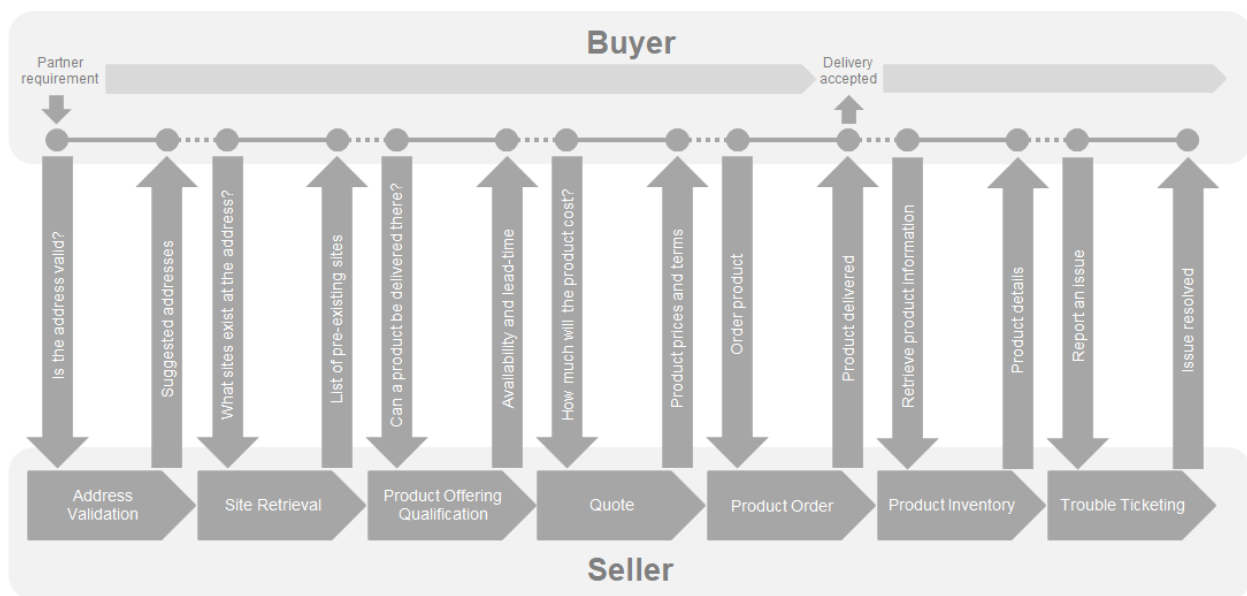 Buyer
Partner
requirement
Delivery
accepted
Is the address valid?
Suggested addresses
What sites exist at the address?
List of pre-existing sites
Can a product be delivered there?
Availability and lead-time
How much will the product cost?
Product prices and terms
Order product
Product delivered
Retrieve product information
Product details
Report an issue
Issue resolved
Address
Validation
Site Retrieval
Product Offering
Qualification
Quote
Product Order
Product Inventory
Trouble Ticketing
Seller